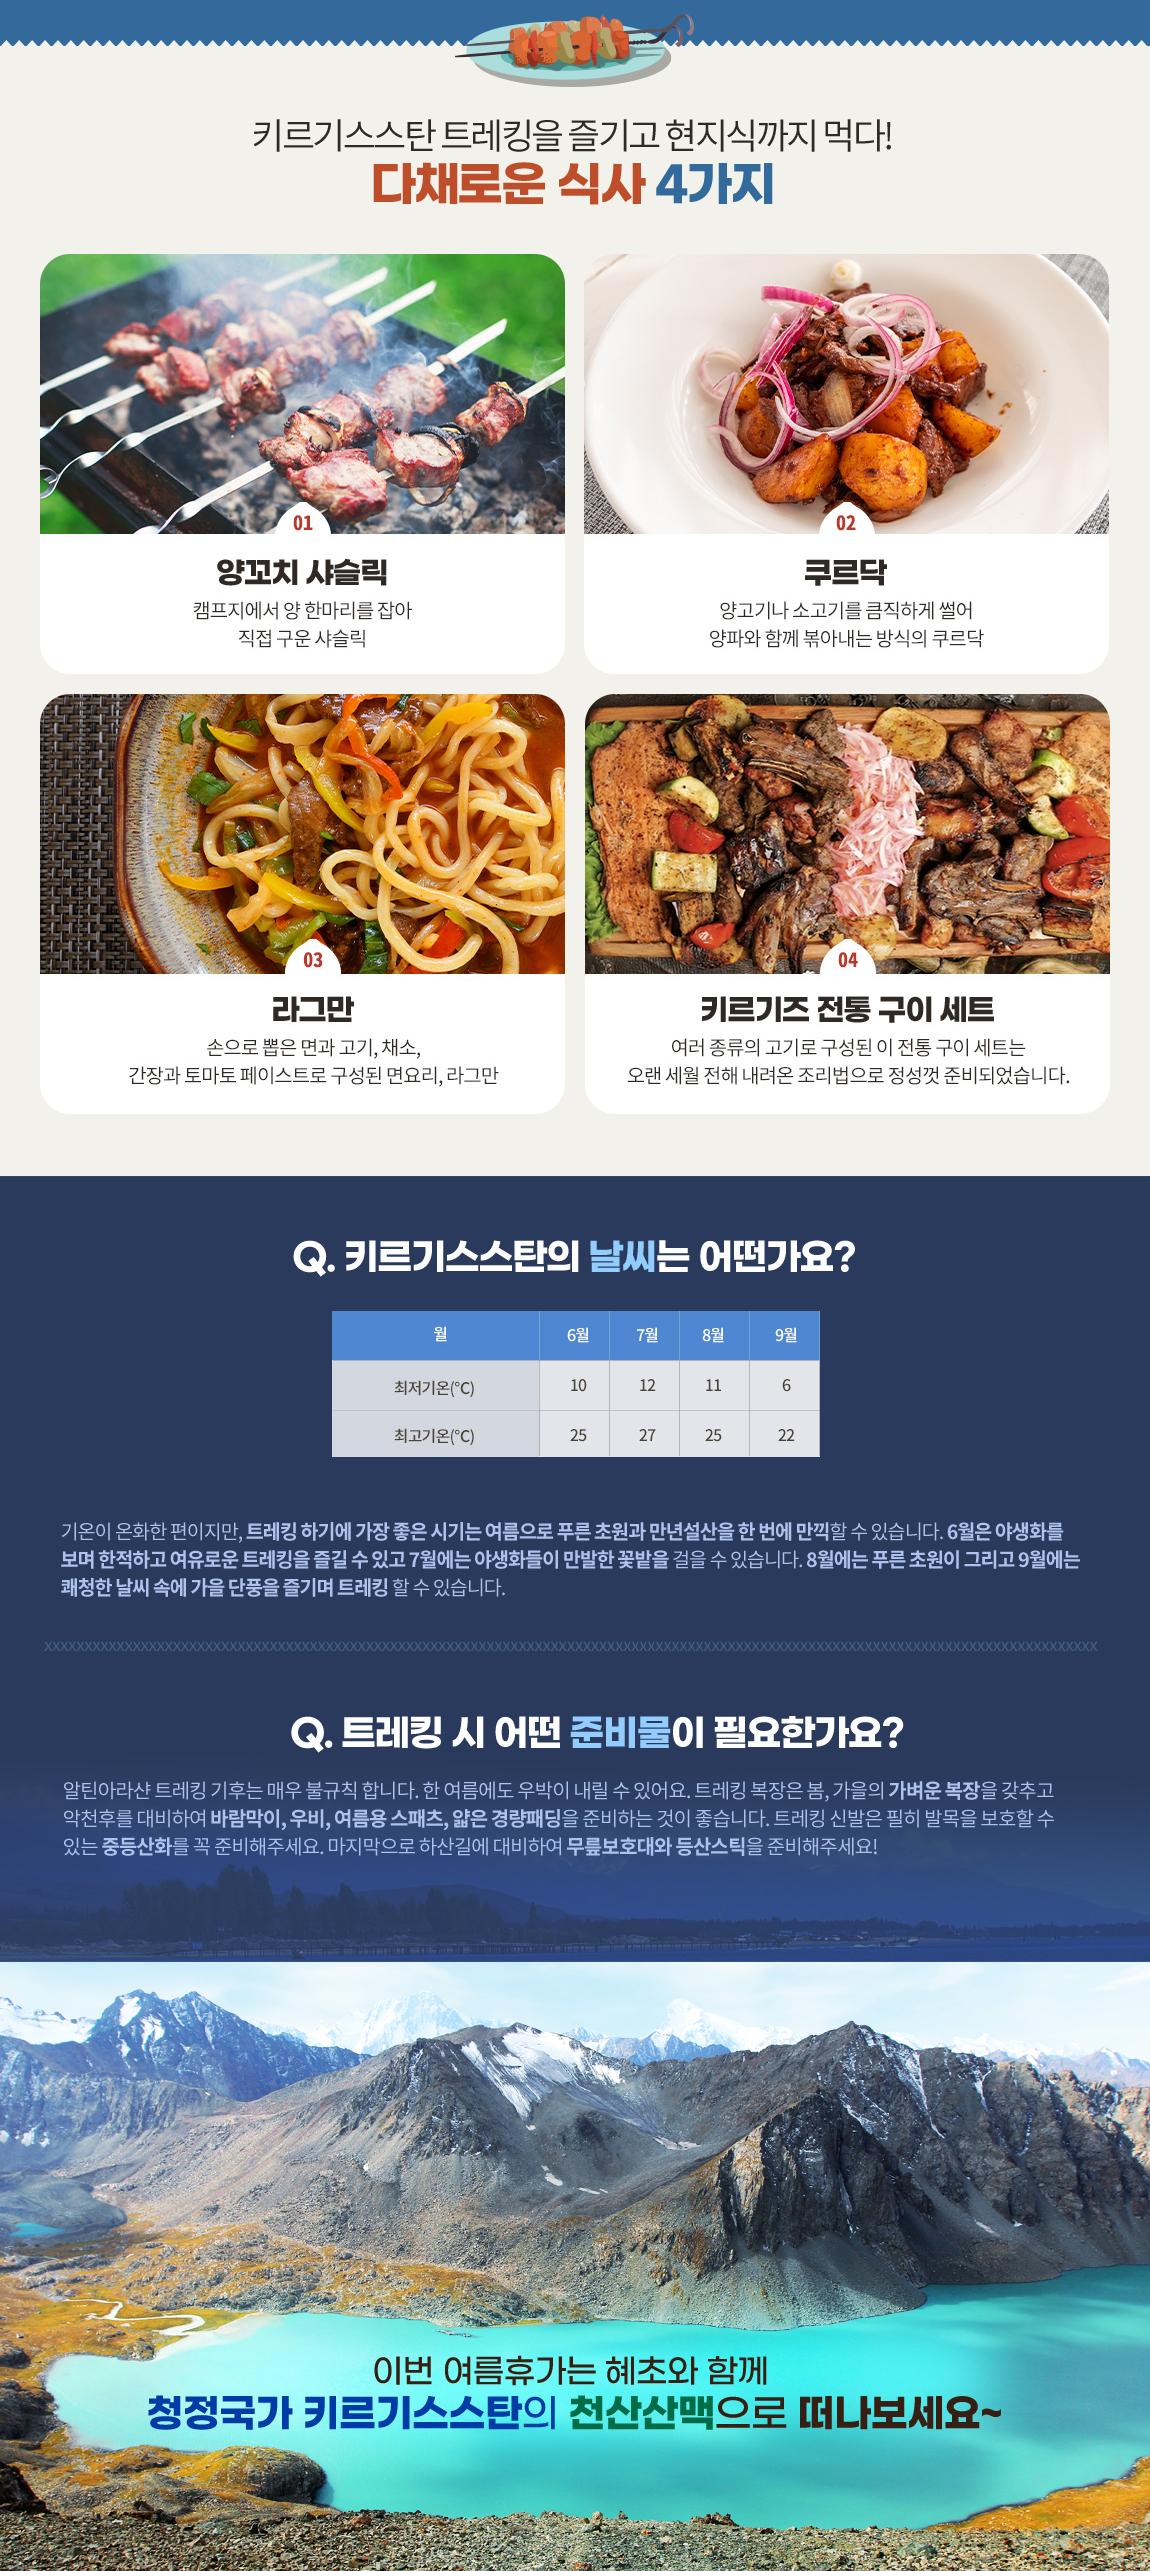 키르기스스탄 트레킹을 즐기고 현지식까지 먹다!
다채로운 식사 4가지
01
양꼬치 샤슬릭
캠프지에서 양 한마리를 잡아
직접 구운 샤슬릭
02
쿠르닥
양고기나 소고기를 큼직하게 썰어
양파와 함께 볶아내는 방식의 쿠르닥
03
라그만
손으로 뽑은 면과 고기, 채소,
간장과 토마토 페이스트로 구성된 면요리, 라그만
04
키르기즈 전통 구이 세트
여러 종류의 고기로 구성된 이 전통 구이 세트는
오랜 세월 전해 내려온 조리법으로 정성껏 준비되었습니다.
Q. 키르기스스탄의 날씨는 어떤가요?
월 6월 7월 8월 9월
최저기온(℃) 10 12 11 6
최고기온(℃) 25 27 25 22
기온이 온화한 편이지만, 트레킹 하기에 가장 좋은 시기는 여름으로 푸른 초원과 만년설산을 한 번에 만끽할 수 있습니다. 6월은 야생화를
보며 한적하고 여유로운 트레킹을 즐길 수 있고 7월에는 야생화들이 만발한 꽃밭을 걸을 수 있습니다. 8월에는 푸른 초원이 그리고 9월에는
쾌청한 날씨 속에 가을 단풍을 즐기며 트레킹 할 수 있습니다.
Q. 트레킹 시 어떤 준비물이 필요한가요?
알틴아라샨 트레킹 기후는 매우 불규칙 합니다. 한 여름에도 우박이 내릴 수 있어요. 트레킹 복장은 봄, 가을의 가벼운 복장을 갖추고
악천후를 대비하여 바람막이, 우비, 여름용 스패츠, 얇은 경량패딩을 준비하는 것이 좋습니다. 트레킹 신발은 필히 발목을 보호할 수
있는 중등산화를 꼭 준비해주세요. 마지막으로 하산길에 대비하여 무릎보호대와 등산스틱을 준비해주세요!
이번 여름휴가는 혜초와 함께
청정국가 키르기스스탄의 천산산맥으로 떠나보세요~